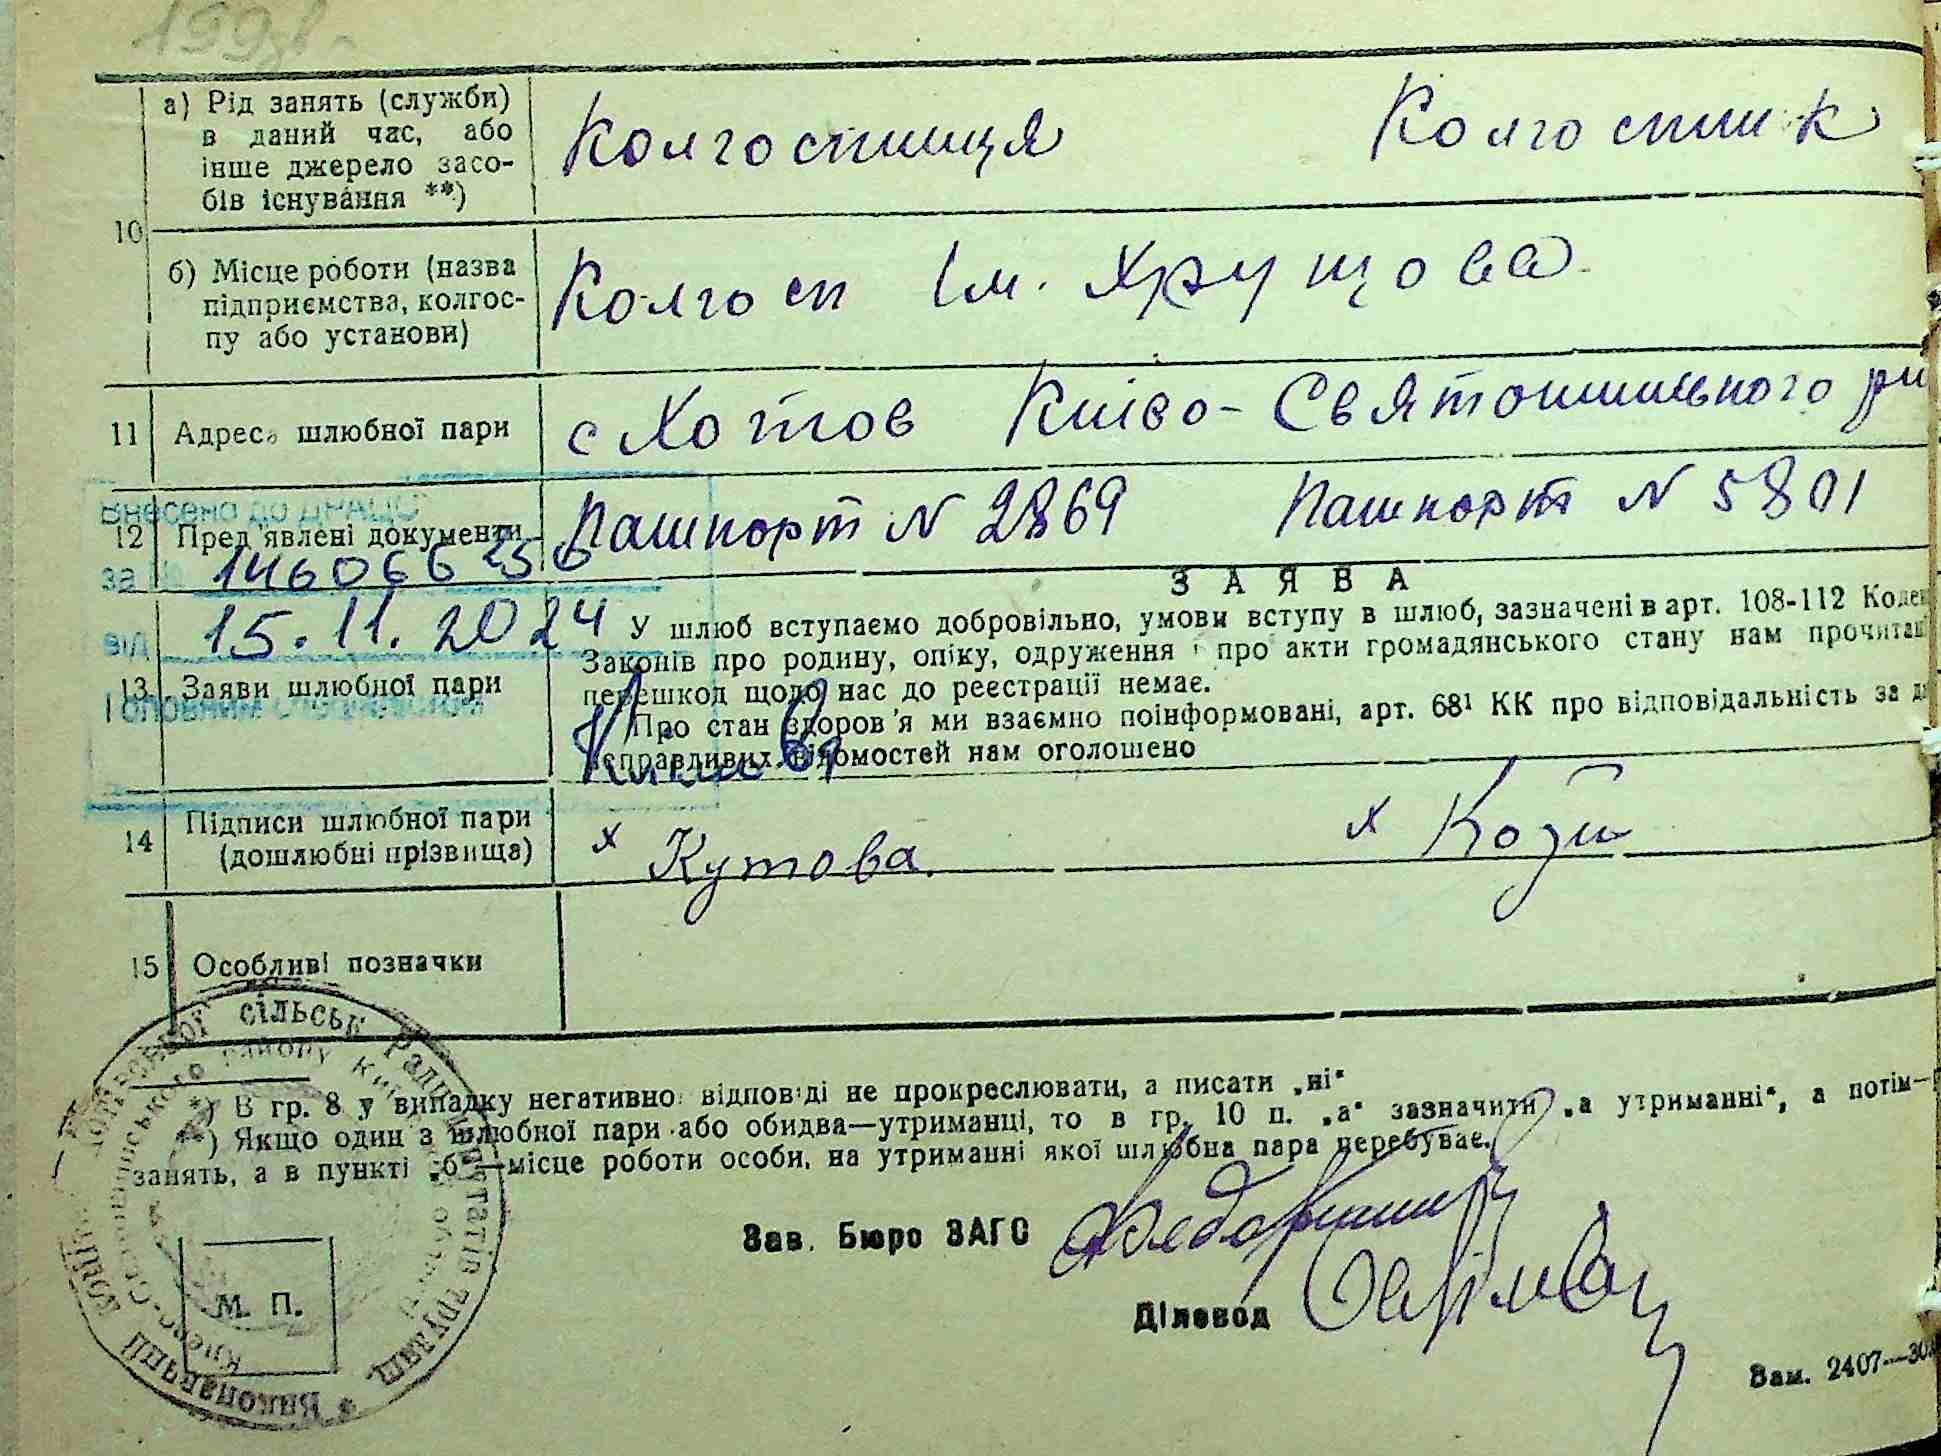 а) Рід занять (служби)
в даний час, або
інше джерело засо-
бів існування **)
Колгоспниця Колгоспник
10
б) Місце роботи (назва
підприємства, колгос-
пу або установи)
Колгосп Ім. Хрущова
11 Адреса шлюбної пари
с Хотов Києво-Святошинського
Внесено до ДРАЦС
12 Пред'явлені документи
Пашпорт N 2869 Пашпорт N 5801
за №
від 15.11.2024
13 Заяви шлюбної пари
ЗАЯВА
У шлюб вступаємо добровільно, умови вступу в шлюб, зазначені в арт. 108-112
Законів про родину, опіку, одруження і про акти громадянського стану нам
перешкод щодо нас до реєстрації немає.
Про стан здоров'я ми взаємно поінформовані, арт. 68¹ КК про відповідальність за
неправдивих відомостей нам оголошено
14 Підписи шлюбної пари
(дошлюбні прізвища)
х Кутова. х
15 Особливі позначки
*) В гр. 8 у випадку негативної відповіді не прокреслювати, а писати „ні"
) Якщо один з шлюбної пари або обидва—утриманці, то в гр. 10 п. „а" зазначити „а утриманні", а потім—
занять, а в пункті „б"—місце роботи особи, на утриманні якої шлюбна пара перебуває.
Зав. Бюро ЗАГС
Діловод
М. П.
сільськ Ради депутатів трудящ. * Виконавчий
району
Зам. 2407—